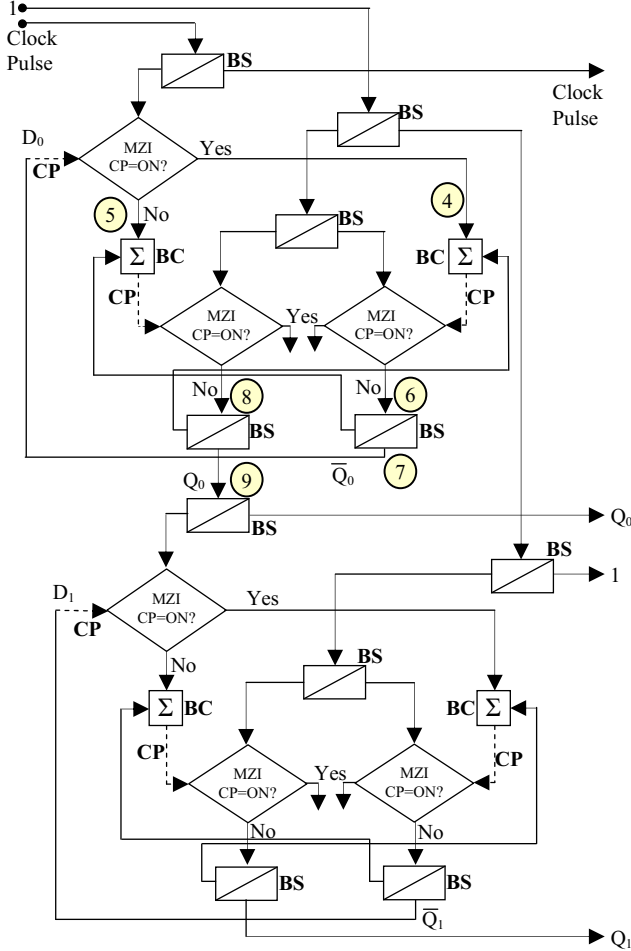 1
Clock
Pulse
BS
Clock
Pulse
BS
D₀
CP
MZI
CP=ON?
Yes
5
No
4
BS
Σ BC
BC Σ
CP
CP
MZI
CP=ON?
Yes
MZI
CP=ON?
No
8
No
6
BS
BS
Q₀
9
Q̅₀
7
BS
Q₀
BS
1
D₁
CP
MZI
CP=ON?
Yes
No
BS
Σ BC
BC Σ
CP
CP
MZI
CP=ON?
Yes
MZI
CP=ON?
No
No
BS
BS
Q̅₁
Q₁